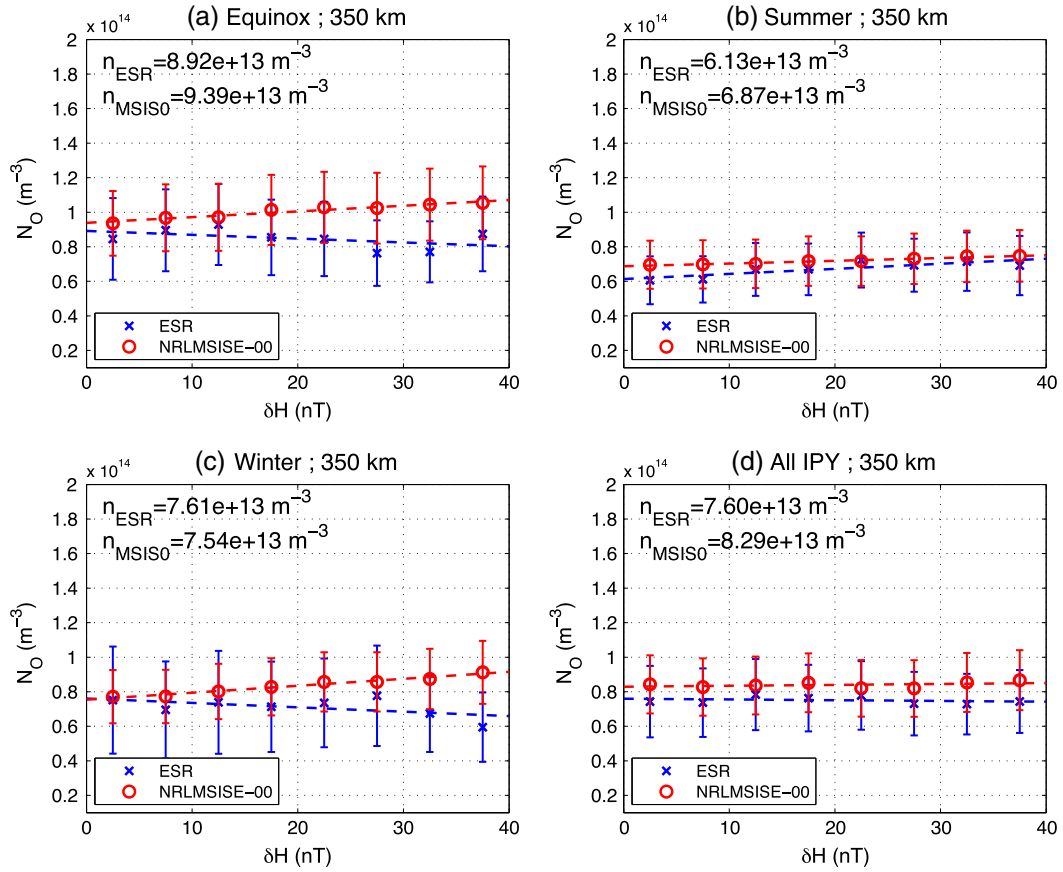 (a) Equinox ; 350 km
x 10^14
n_ESR=8.92e+13 m^−3
n_MSIS0=9.39e+13 m^−3
2
1.8
1.6
1.4
1.2
1
0.8
0.6
0.4
0.2
N_O (m^−3)
ESR
NRLMSISE−00
0 10 20 30 40
δH (nT)
(b) Summer ; 350 km
x 10^14
n_ESR=6.13e+13 m^−3
n_MSIS0=6.87e+13 m^−3
2
1.8
1.6
1.4
1.2
1
0.8
0.6
0.4
0.2
N_O (m^−3)
ESR
NRLMSISE−00
0 10 20 30 40
δH (nT)
(c) Winter ; 350 km
x 10^14
n_ESR=7.61e+13 m^−3
n_MSIS0=7.54e+13 m^−3
2
1.8
1.6
1.4
1.2
1
0.8
0.6
0.4
0.2
N_O (m^−3)
ESR
NRLMSISE−00
0 10 20 30 40
δH (nT)
(d) All IPY ; 350 km
x 10^14
n_ESR=7.60e+13 m^−3
n_MSIS0=8.29e+13 m^−3
2
1.8
1.6
1.4
1.2
1
0.8
0.6
0.4
0.2
N_O (m^−3)
ESR
NRLMSISE−00
0 10 20 30 40
δH (nT)